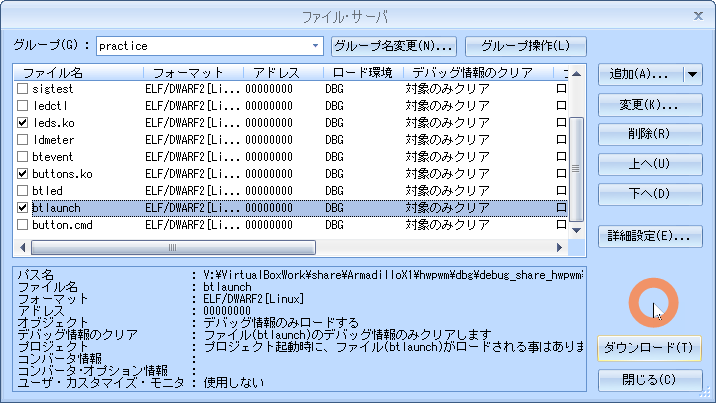 ファイル・サーバ
グループ(G) : practice グループ名変更(N)... グループ操作(L)
ファイル名 フォーマット アドレス ロード環境 デバッグ情報のクリア
sistest ELF/DWARF2[Li... 00000000 DBG 対象のみクリア
ledctl ELF/DWARF2[Li... 00000000 DBG 対象のみクリア
leds.ko ELF/DWARF2[Li... 00000000 DBG 対象のみクリア
ldmeter ELF/DWARF2[Li... 00000000 DBG 対象のみクリア
btevent ELF/DWARF2[Li... 00000000 DBG 対象のみクリア
buttons.ko ELF/DWARF2[Li... 00000000 DBG 対象のみクリア
btled ELF/DWARF2[Li... 00000000 DBG 対象のみクリア
btlaunch ELF/DWARF2[Li... 00000000 DBG 対象のみクリア
button.cmd ELF/DWARF2[Li... 00000000 DBG 対象のみクリア
追加(A)...
変更(K)...
削除(R)
上へ(U)
下へ(D)
詳細設定(E)...
パス名 : V:¥VirtualBoxWork¥share¥ArmadilloX1¥hwpwm¥dbg¥debug_share_hwpwm
ファイル名 : btlaunch
フォーマット : ELF/DWARF2[Linux]
アドレス : 00000000
オブジェクト : デバッグ情報のみロードする
デバッグ情報のクリア : ファイル(btlaunch)のデバッグ情報のみクリアします
プロジェクト : プロジェクト起動時に、ファイル(btlaunch)がロードされる事はありま
コンバータ情報 :
コンバータ・オプション情報 :
ユーザ・カスタマイズ・モニタ : 使用しない
ダウンロード(T)
閉じる(C)